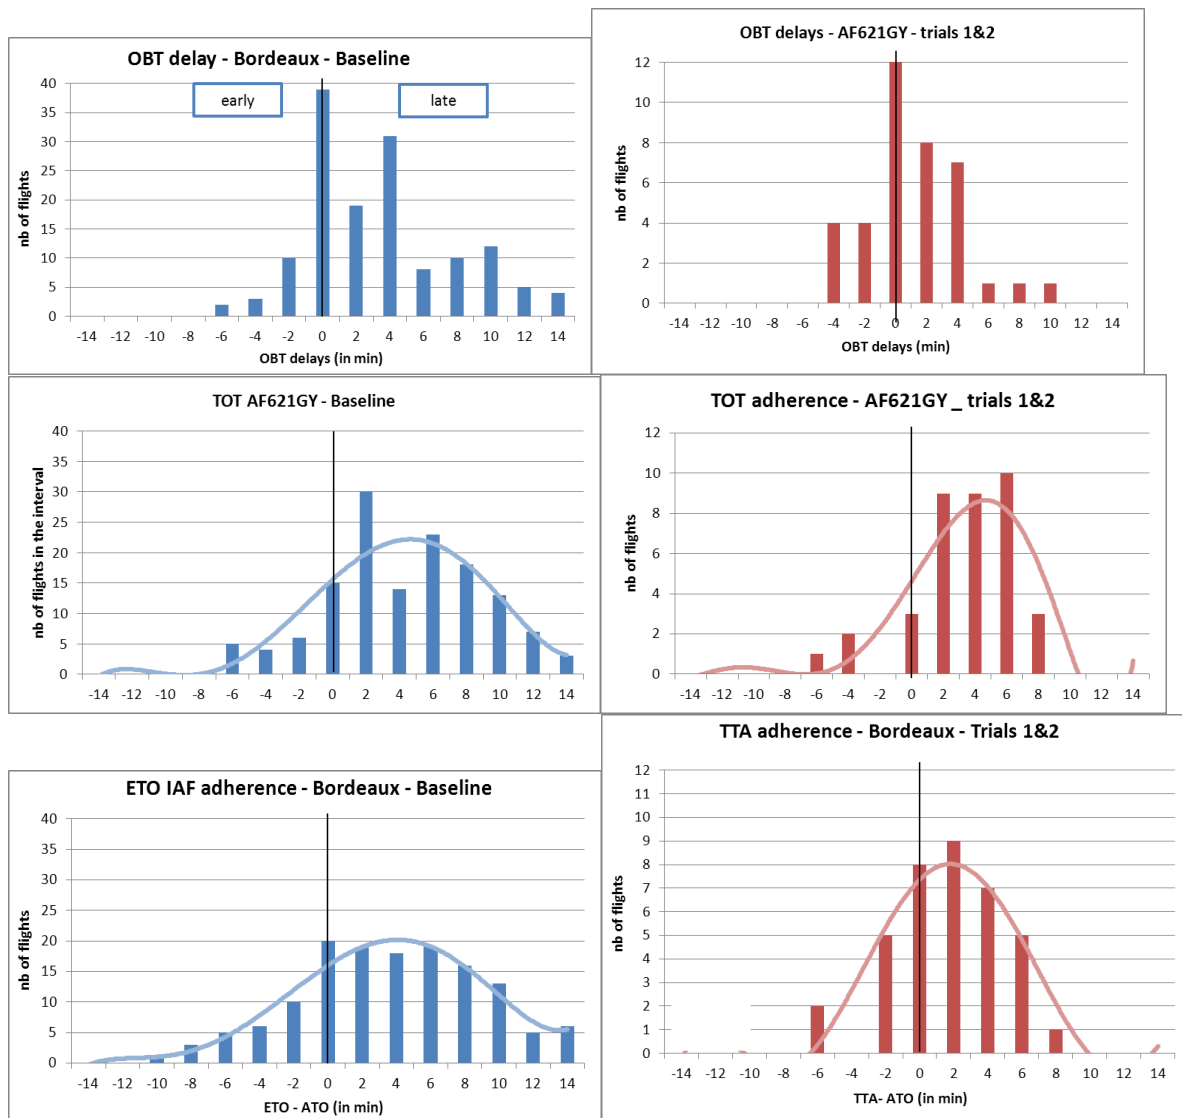 OBT delay - Bordeaux - Baseline
early
late
nb of flights
40
35
30
25
20
15
10
5
0
-14 -12 -10 -8 -6 -4 -2 0 2 4 6 8 10 12 14
OBT delays (in min)
OBT delays - AF621GY - trials 1&2
nb of flights
12
10
8
6
4
2
0
-14 -12 -10 -8 -6 -4 -2 0 2 4 6 8 10 12 14
OBT delays (min)
TOT AF621GY - Baseline
nb of flights in the interval
40
35
30
25
20
15
10
5
0
-14 -12 -10 -8 -6 -4 -2 0 2 4 6 8 10 12 14
TOT adherence - AF621GY _ trials 1&2
nb of flights
12
10
8
6
4
2
0
-14 -12 -10 -8 -6 -4 -2 0 2 4 6 8 10 12 14
ETO IAF adherence - Bordeaux - Baseline
nb of flights
40
35
30
25
20
15
10
5
0
-14 -12 -10 -8 -6 -4 -2 0 2 4 6 8 10 12 14
ETO - ATO (in min)
TTA adherence - Bordeaux - Trials 1&2
nb of flights
12
11
10
9
8
7
6
5
4
3
2
1
0
-14 -12 -10 -8 -6 -4 -2 0 2 4 6 8 10 12 14
TTA- ATO (in min)